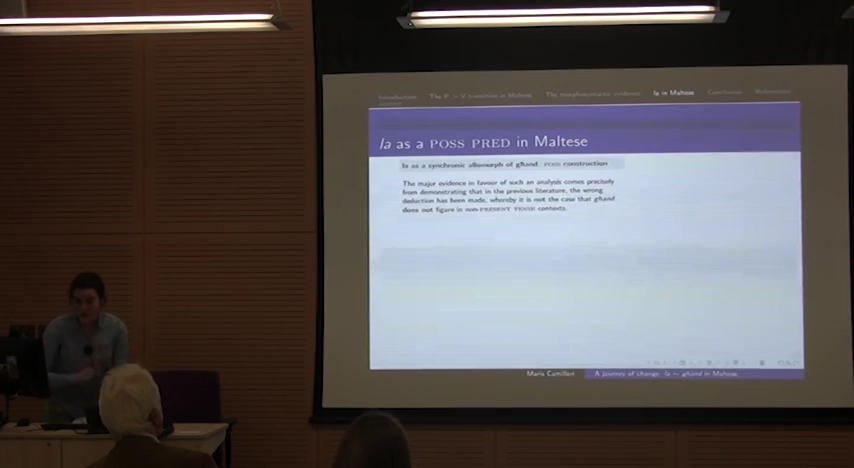 Introduction The P > V transition in Maltese The morphosyntactic evidence la in Maltese Conclusion References
la as a POSS PRED in Maltese
la as a synchronic allomorph of għand: POSS construction
The major evidence in favour of such an analysis comes precisely
from demonstrating that in the previous literature, the wrong
deduction has been made, whereby it is not the case that għand
does not figure in non-PRESENT TENSE contexts.
Maris Camilleri A journey of change: la ~ għand in Maltese